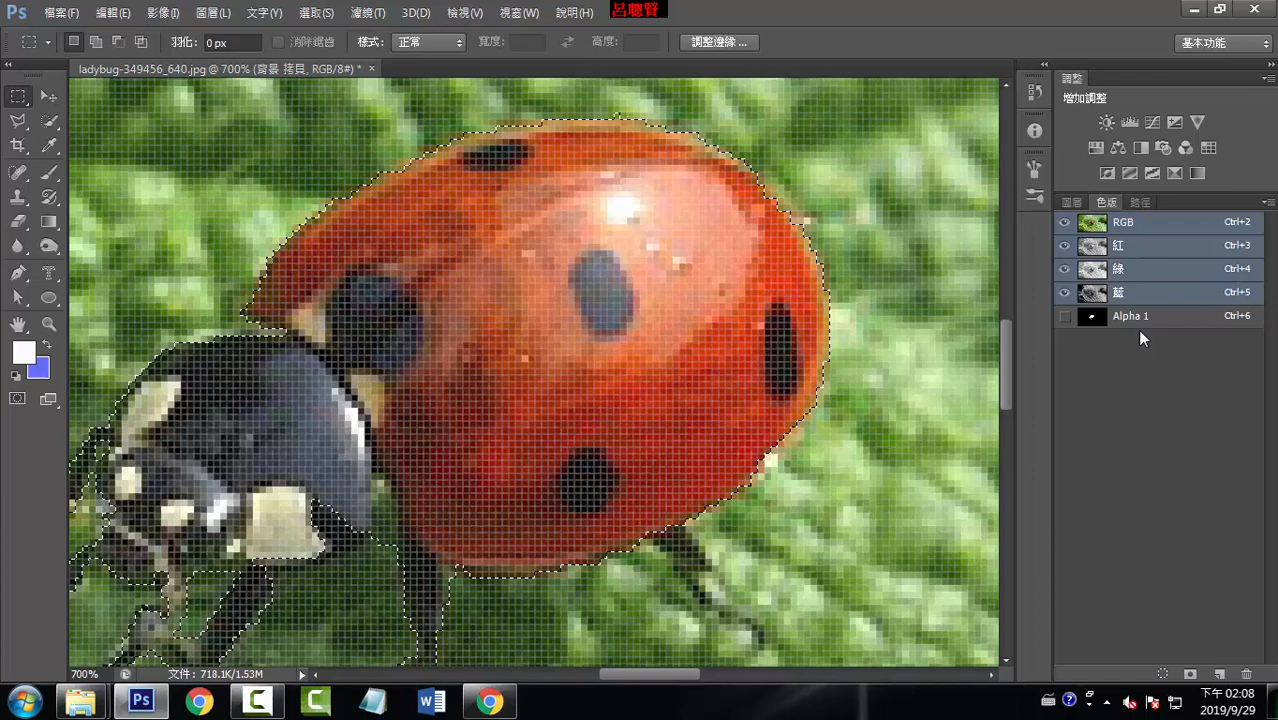 Ps 檔案(F) 編輯(E) 影像(I) 圖層(L) 文字(Y) 選取(S) 濾鏡(T) 3D(D) 檢視(V) 視窗(W) 說明(H) 呂聰賢
羽化: 0 px 消除鋸齒 樣式: 正常 寬度: 高度: 調整邊緣... 基本功能
ladybug-349456_640.jpg @ 700% (背景 拷貝, RGB/8#) *
調整
增加調整
圖層 色版 路徑
RGB Ctrl+2
紅 Ctrl+3
綠 Ctrl+4
藍 Ctrl+5
Alpha 1 Ctrl+6
700% 文件: 718.1K/1.53M
Ps
下午 02:08
2019/9/29